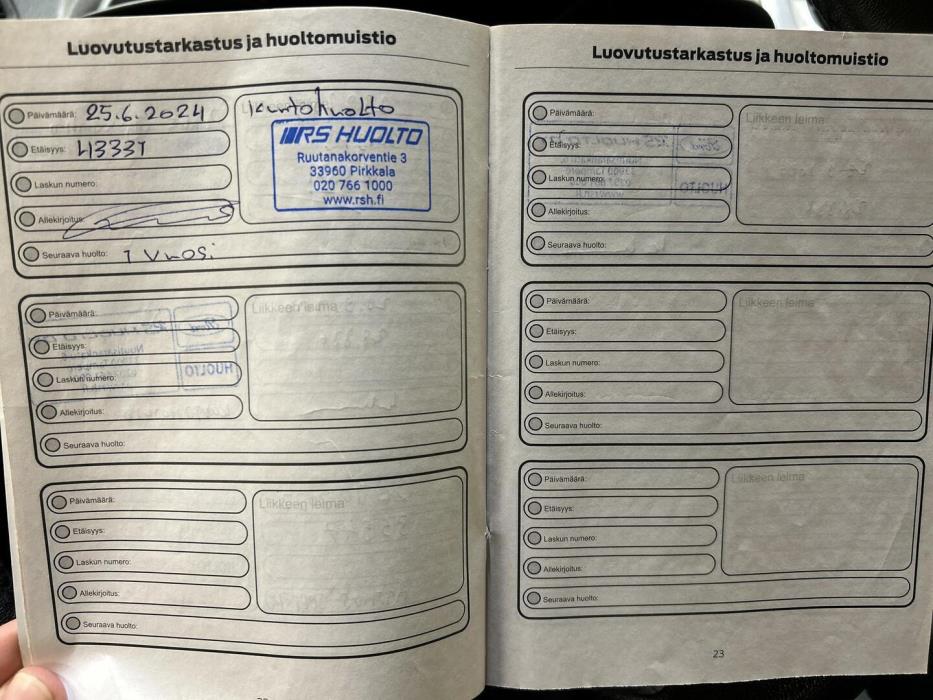 Luovutustarkastus ja huoltomuistio
Päivämäärä: 25.6.2024
Etäisyys:
Laskun numero:
Allekirjoitus:
Seuraava huolto: 1 vuosi
kuntohuolto
RS HUOLTO
Ruutanakorventie 3
33960 Pirkkala
020 766 1000
www.rsh.fi
Päivämäärä:
Etäisyys:
Laskun numero:
Allekirjoitus:
Seuraava huolto:
Liikkeen leima
Päivämäärä:
Etäisyys:
Laskun numero:
Allekirjoitus:
Seuraava huolto:
Liikkeen leima
Luovutustarkastus ja huoltomuistio
Päivämäärä:
Etäisyys:
Laskun numero:
Allekirjoitus:
Seuraava huolto:
Liikkeen leima
Päivämäärä:
Etäisyys:
Laskun numero:
Allekirjoitus:
Seuraava huolto:
Liikkeen leima
Päivämäärä:
Etäisyys:
Laskun numero:
Allekirjoitus:
Seuraava huolto:
Liikkeen leima
23